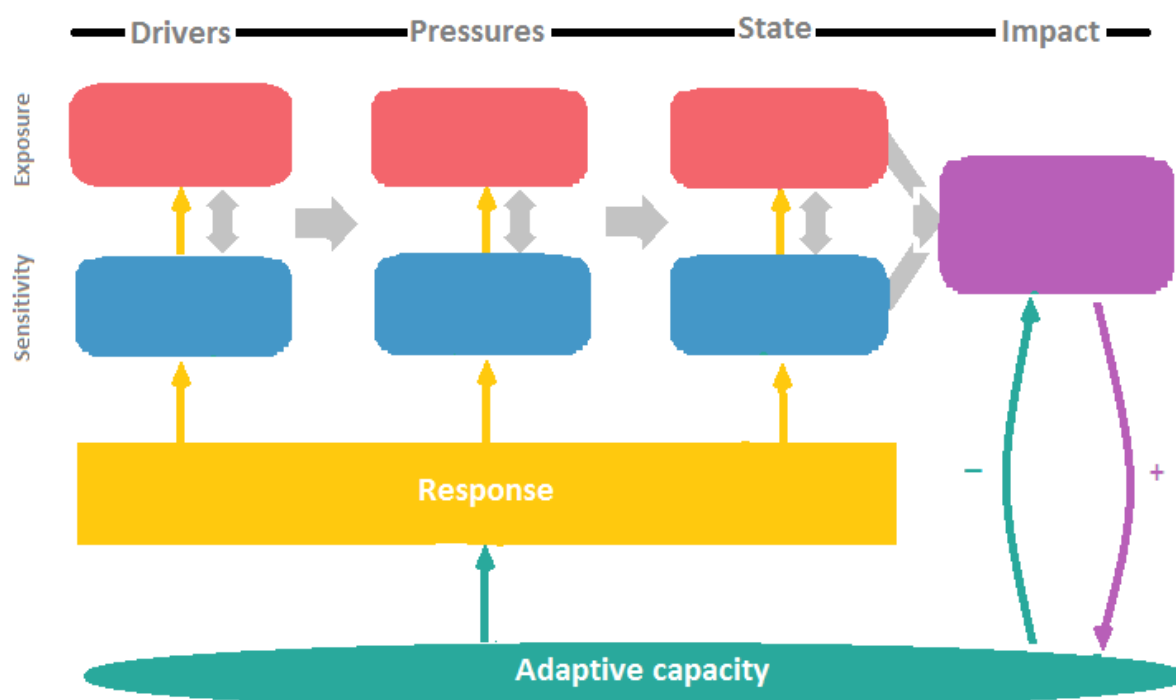 Drivers Pressures State Impact
Exposure
Sensitivity
Response
− +
Adaptive capacity